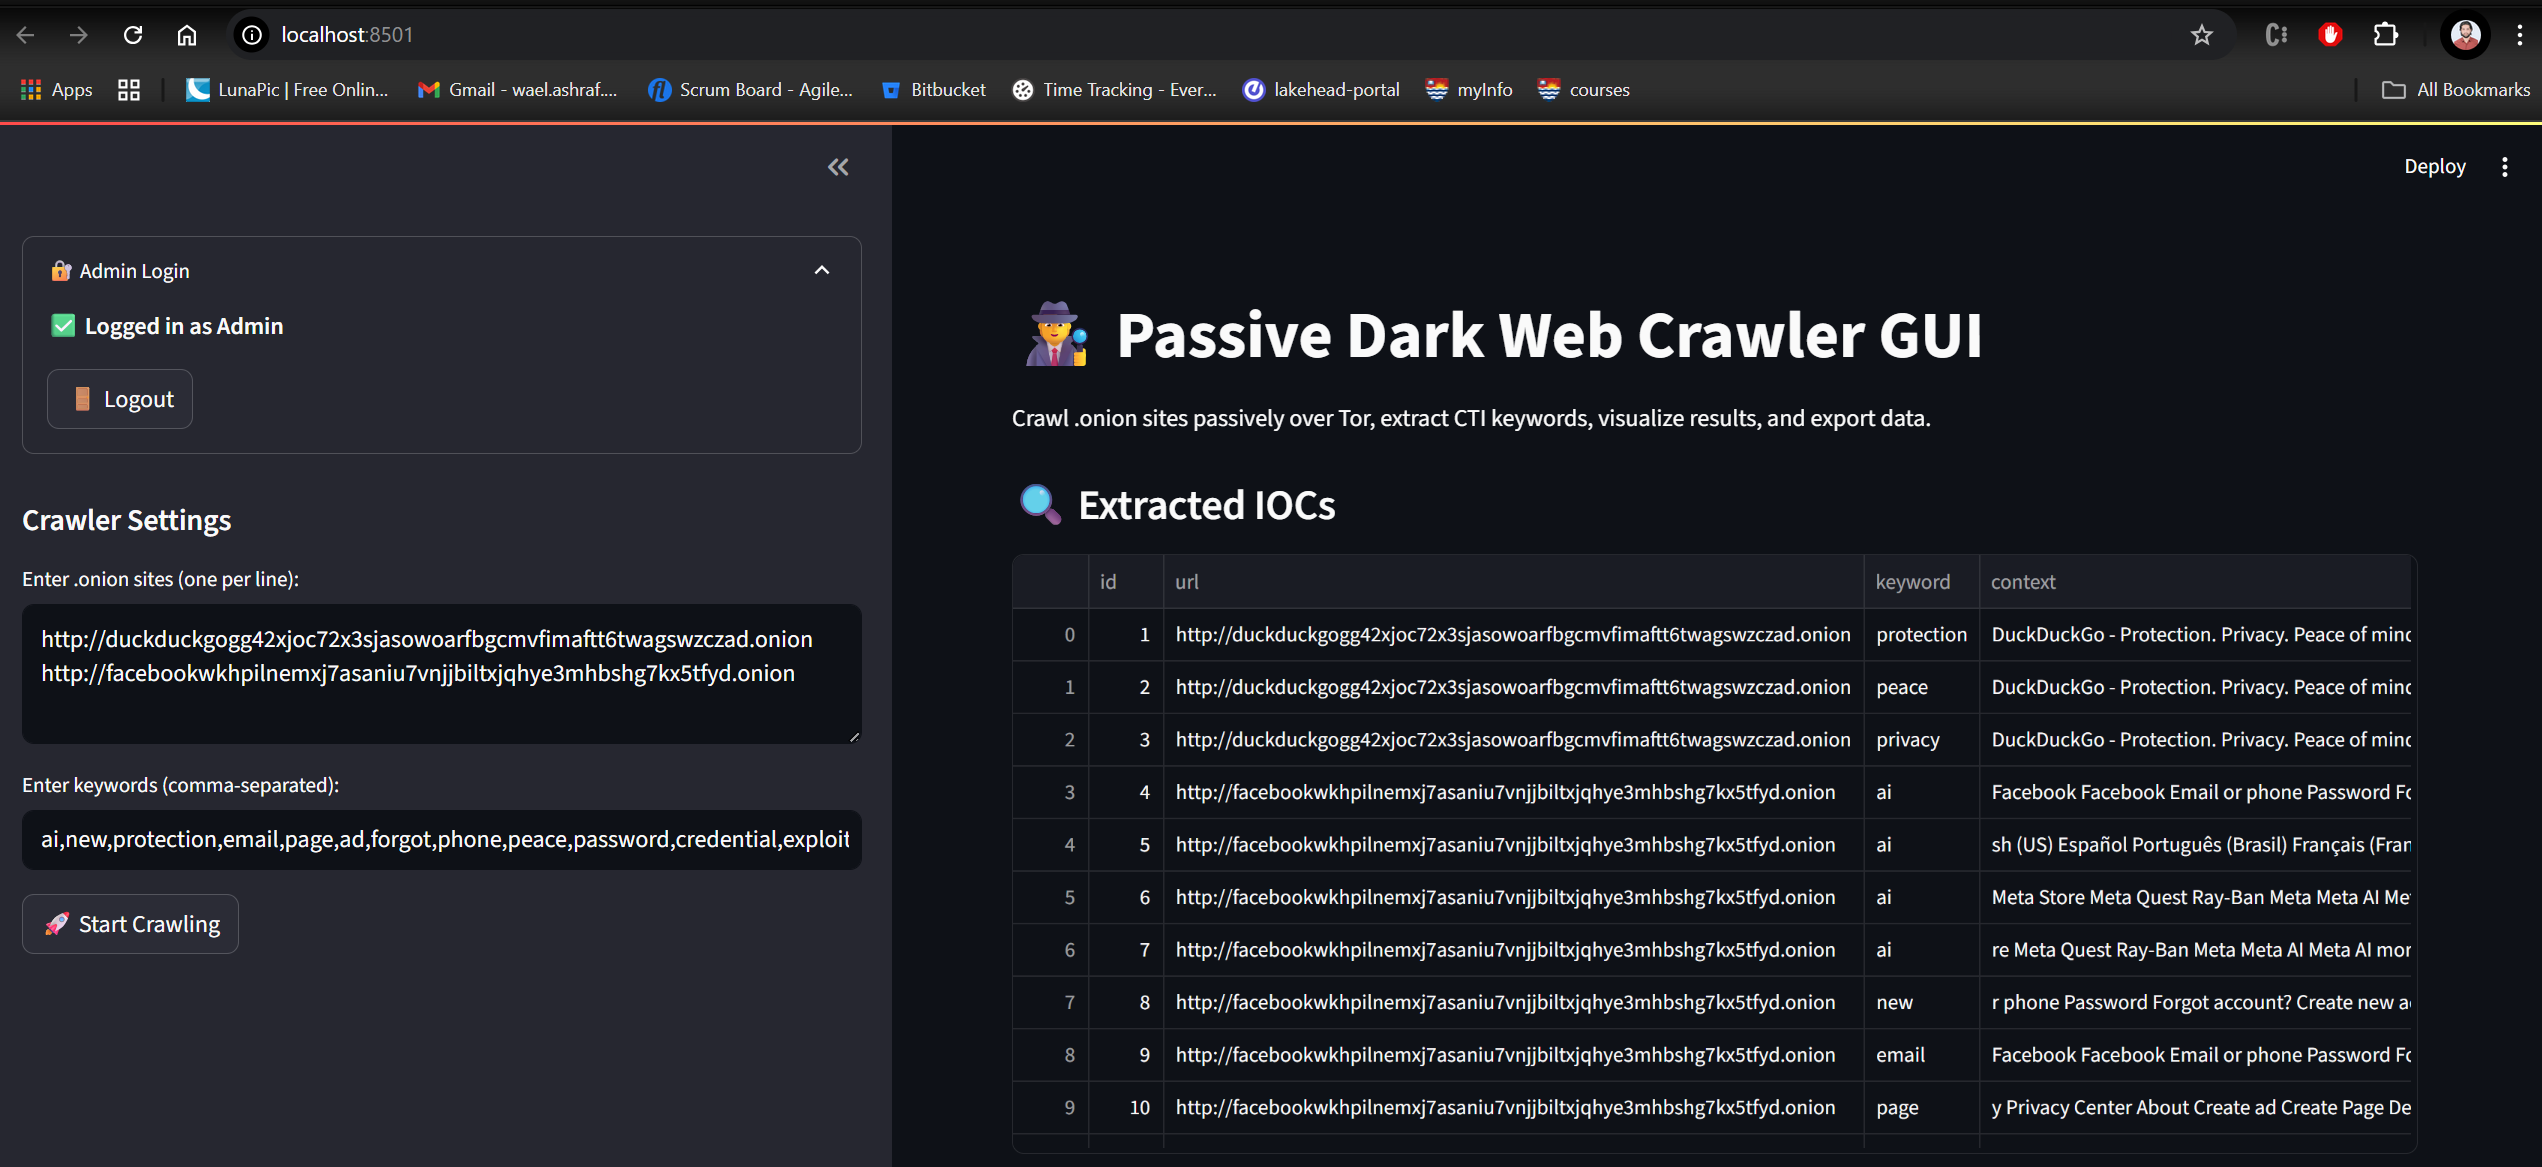 localhost:8501
Apps
LunaPic | Free Onlin...
Gmail - wael.ashraf....
Scrum Board - Agile...
Bitbucket
Time Tracking - Ever...
lakehead-portal
myInfo
courses
All Bookmarks
Deploy
Admin Login
Logged in as Admin
Logout
Crawler Settings
Enter .onion sites (one per line):
http://duckduckgogg42xjoc72x3sjasowoarfbgcmvfimaftt6twagswzczad.onion
http://facebookwkhpilnemxj7asaniu7vnjjbiltxjqhye3mhbshg7kx5tfyd.onion
Enter keywords (comma-separated):
ai,new,protection,email,page,ad,forgot,phone,peace,password,credential,exploit
Start Crawling
Passive Dark Web Crawler GUI
Crawl .onion sites passively over Tor, extract CTI keywords, visualize results, and export data.
Extracted IOCs
id url keyword context
0 1 http://duckduckgogg42xjoc72x3sjasowoarfbgcmvfimaftt6twagswzczad.onion protection DuckDuckGo - Protection. Privacy. Peace of mind
1 2 http://duckduckgogg42xjoc72x3sjasowoarfbgcmvfimaftt6twagswzczad.onion peace DuckDuckGo - Protection. Privacy. Peace of mind
2 3 http://duckduckgogg42xjoc72x3sjasowoarfbgcmvfimaftt6twagswzczad.onion privacy DuckDuckGo - Protection. Privacy. Peace of mind
3 4 http://facebookwkhpilnemxj7asaniu7vnjjbiltxjqhye3mhbshg7kx5tfyd.onion ai Facebook Facebook Email or phone Password Fo
4 5 http://facebookwkhpilnemxj7asaniu7vnjjbiltxjqhye3mhbshg7kx5tfyd.onion ai sh (US) Español Português (Brasil) Français (Fran
5 6 http://facebookwkhpilnemxj7asaniu7vnjjbiltxjqhye3mhbshg7kx5tfyd.onion ai Meta Store Meta Quest Ray-Ban Meta Meta AI Me
6 7 http://facebookwkhpilnemxj7asaniu7vnjjbiltxjqhye3mhbshg7kx5tfyd.onion ai re Meta Quest Ray-Ban Meta Meta AI Meta AI mor
7 8 http://facebookwkhpilnemxj7asaniu7vnjjbiltxjqhye3mhbshg7kx5tfyd.onion new r phone Password Forgot account? Create new a
8 9 http://facebookwkhpilnemxj7asaniu7vnjjbiltxjqhye3mhbshg7kx5tfyd.onion email Facebook Facebook Email or phone Password Fo
9 10 http://facebookwkhpilnemxj7asaniu7vnjjbiltxjqhye3mhbshg7kx5tfyd.onion page y Privacy Center About Create ad Create Page De